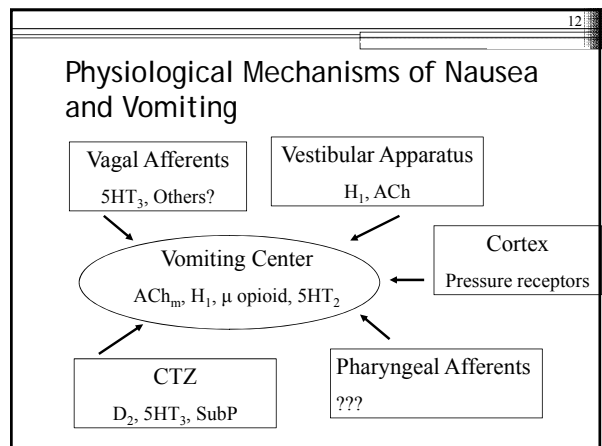 12
Physiological Mechanisms of Nausea
and Vomiting
Vagal Afferents
5HT₃, Others?
Vestibular Apparatus
H₁, ACh
Vomiting Center
AChₘ, H₁, μ opioid, 5HT₂
Cortex
Pressure receptors
CTZ
D₂, 5HT₃, SubP
Pharyngeal Afferents
???